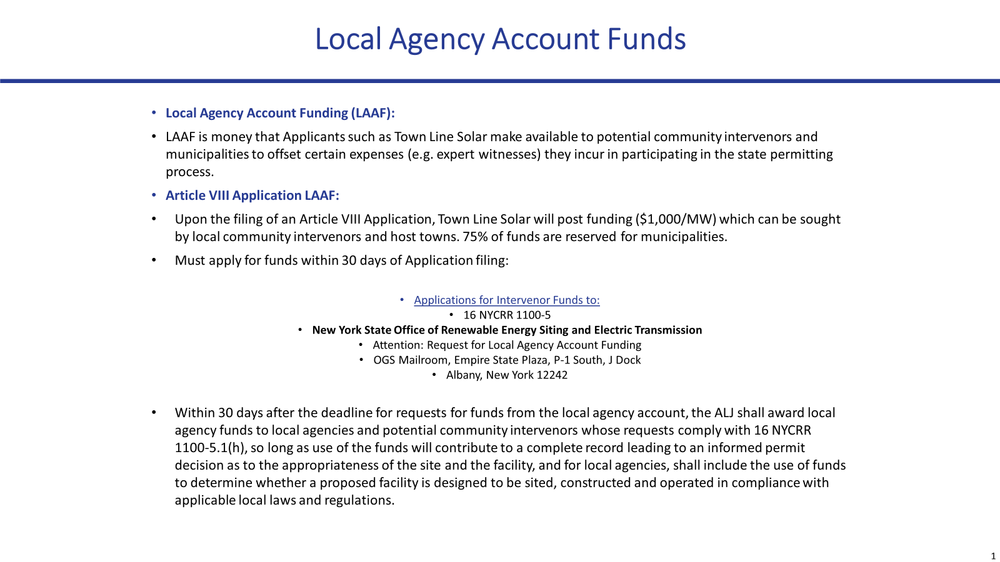 Local Agency Account Funds
• Local Agency Account Funding (LAAF):
• LAAF is money that Applicants such as Town Line Solar make available to potential community intervenors and
municipalities to offset certain expenses (e.g. expert witnesses) they incur in participating in the state permitting
process.
• Article VIII Application LAAF:
• Upon the filing of an Article VIII Application, Town Line Solar will post funding ($1,000/MW) which can be sought
by local community intervenors and host towns. 75% of funds are reserved for municipalities.
• Must apply for funds within 30 days of Application filing:
• Applications for Intervenor Funds to:
• 16 NYCRR 1100-5
• New York State Office of Renewable Energy Siting and Electric Transmission
• Attention: Request for Local Agency Account Funding
• OGS Mailroom, Empire State Plaza, P-1 South, J Dock
• Albany, New York 12242
• Within 30 days after the deadline for requests for funds from the local agency account, the ALJ shall award local
agency funds to local agencies and potential community intervenors whose requests comply with 16 NYCRR
1100-5.1(h), so long as use of the funds will contribute to a complete record leading to an informed permit
decision as to the appropriateness of the site and the facility, and for local agencies, shall include the use of funds
to determine whether a proposed facility is designed to be sited, constructed and operated in compliance with
applicable local laws and regulations.
1